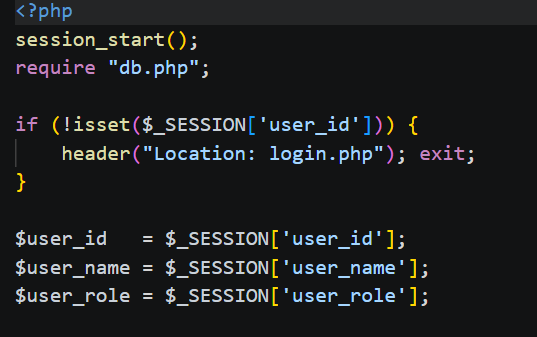 <?php
session_start();
require "db.php";

if (!isset($_SESSION['user_id'])) {
    header("Location: login.php"); exit;
}

$user_id   = $_SESSION['user_id'];
$user_name = $_SESSION['user_name'];
$user_role = $_SESSION['user_role'];